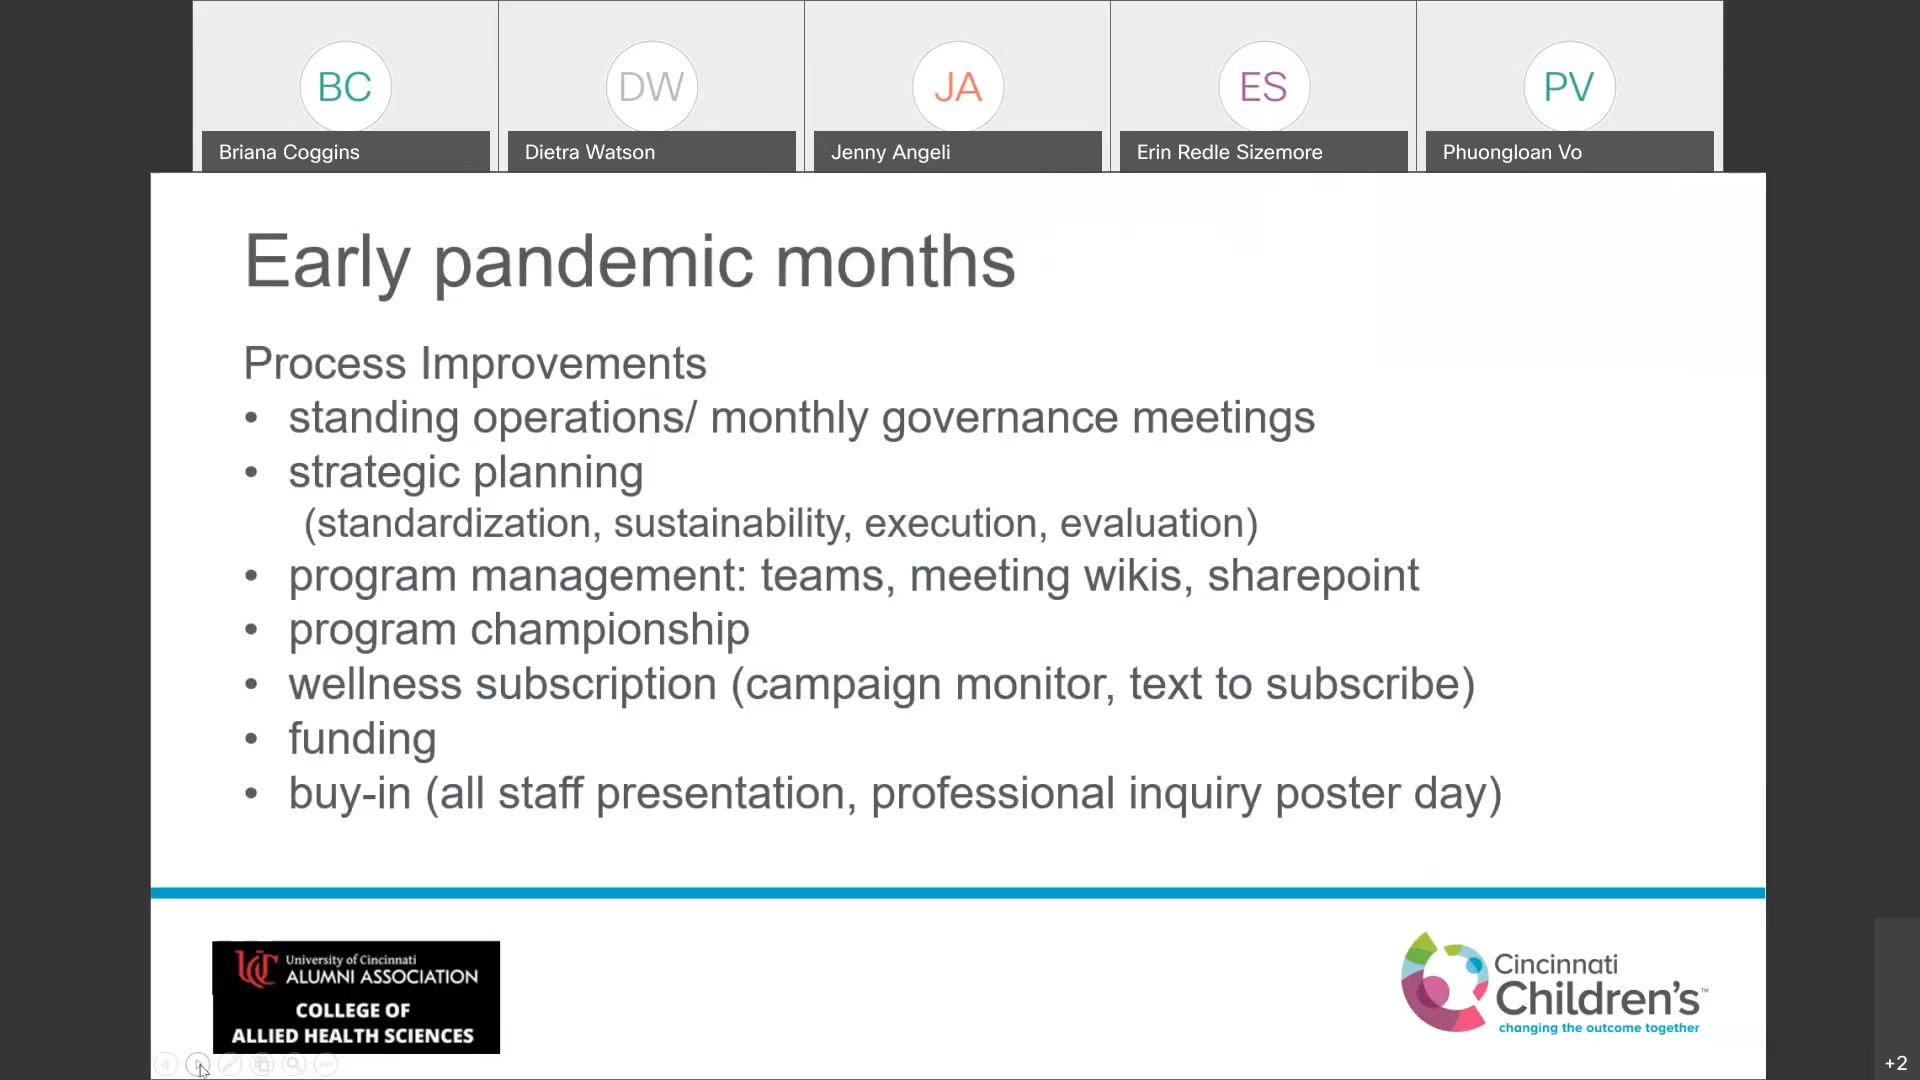 BC
DW
JA
ES
PV
Briana Coggins
Dietra Watson
Jenny Angeli
Erin Redle Sizemore
Phuongloan Vo
Early pandemic months
Process Improvements
• standing operations/ monthly governance meetings
• strategic planning
(standardization, sustainability, execution, evaluation)
• program management: teams, meeting wikis, sharepoint
• program championship
• wellness subscription (campaign monitor, text to subscribe)
• funding
• buy-in (all staff presentation, professional inquiry poster day)
UC
University of Cincinnati
ALUMNI ASSOCIATION
COLLEGE OF
ALLIED HEALTH SCIENCES
Cincinnati
Children's™
changing the outcome together
+2